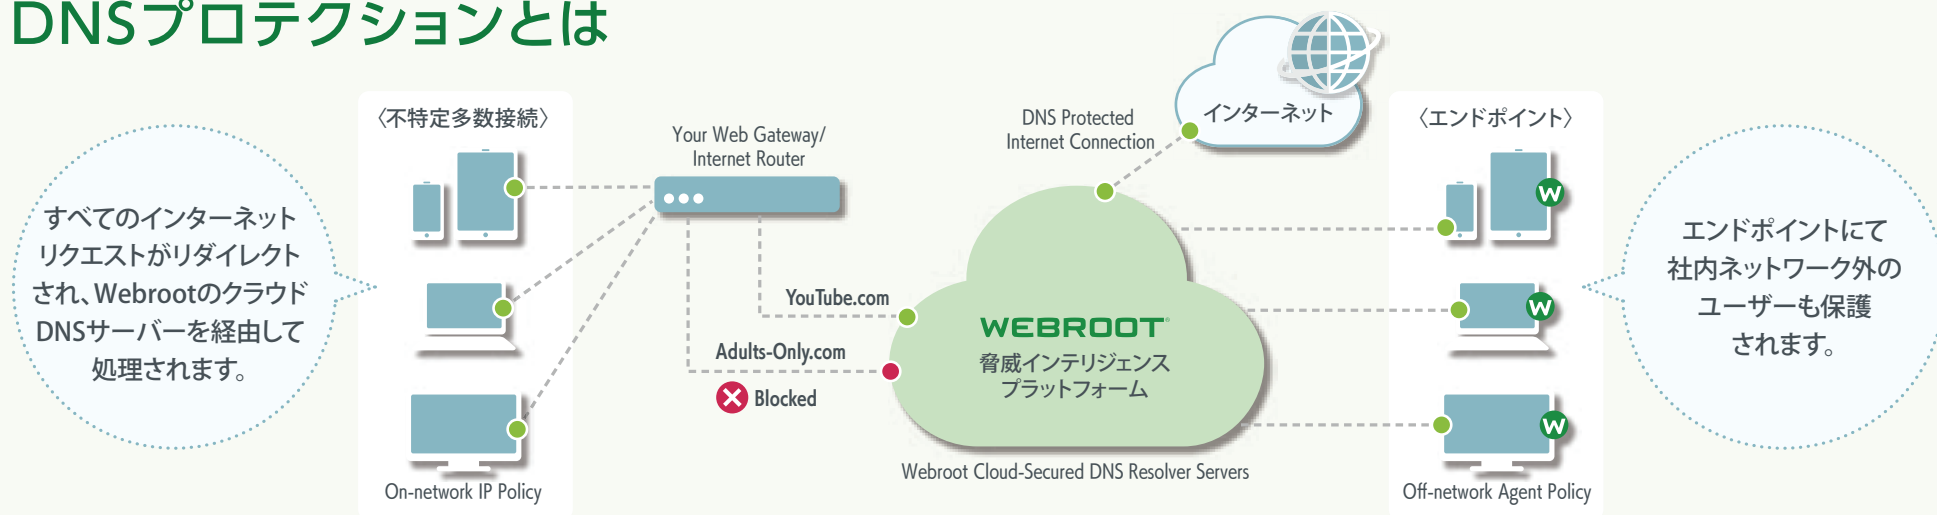 DNSプロテクションとは
〈不特定多数接続〉
すべてのインターネット
リクエストがリダイレクト
され、Webrootのクラウド
DNSサーバーを経由して
処理されます。
On-network IP Policy
Your Web Gateway/
Internet Router
YouTube.com
Adults-Only.com
Blocked
DNS Protected
Internet Connection
インターネット
WEBROOT®
脅威インテリジェンス
プラットフォーム
Webroot Cloud-Secured DNS Resolver Servers
〈エンドポイント〉
W
W
W
Off-network Agent Policy
エンドポイントにて
社内ネットワーク外の
ユーザーも保護
されます。